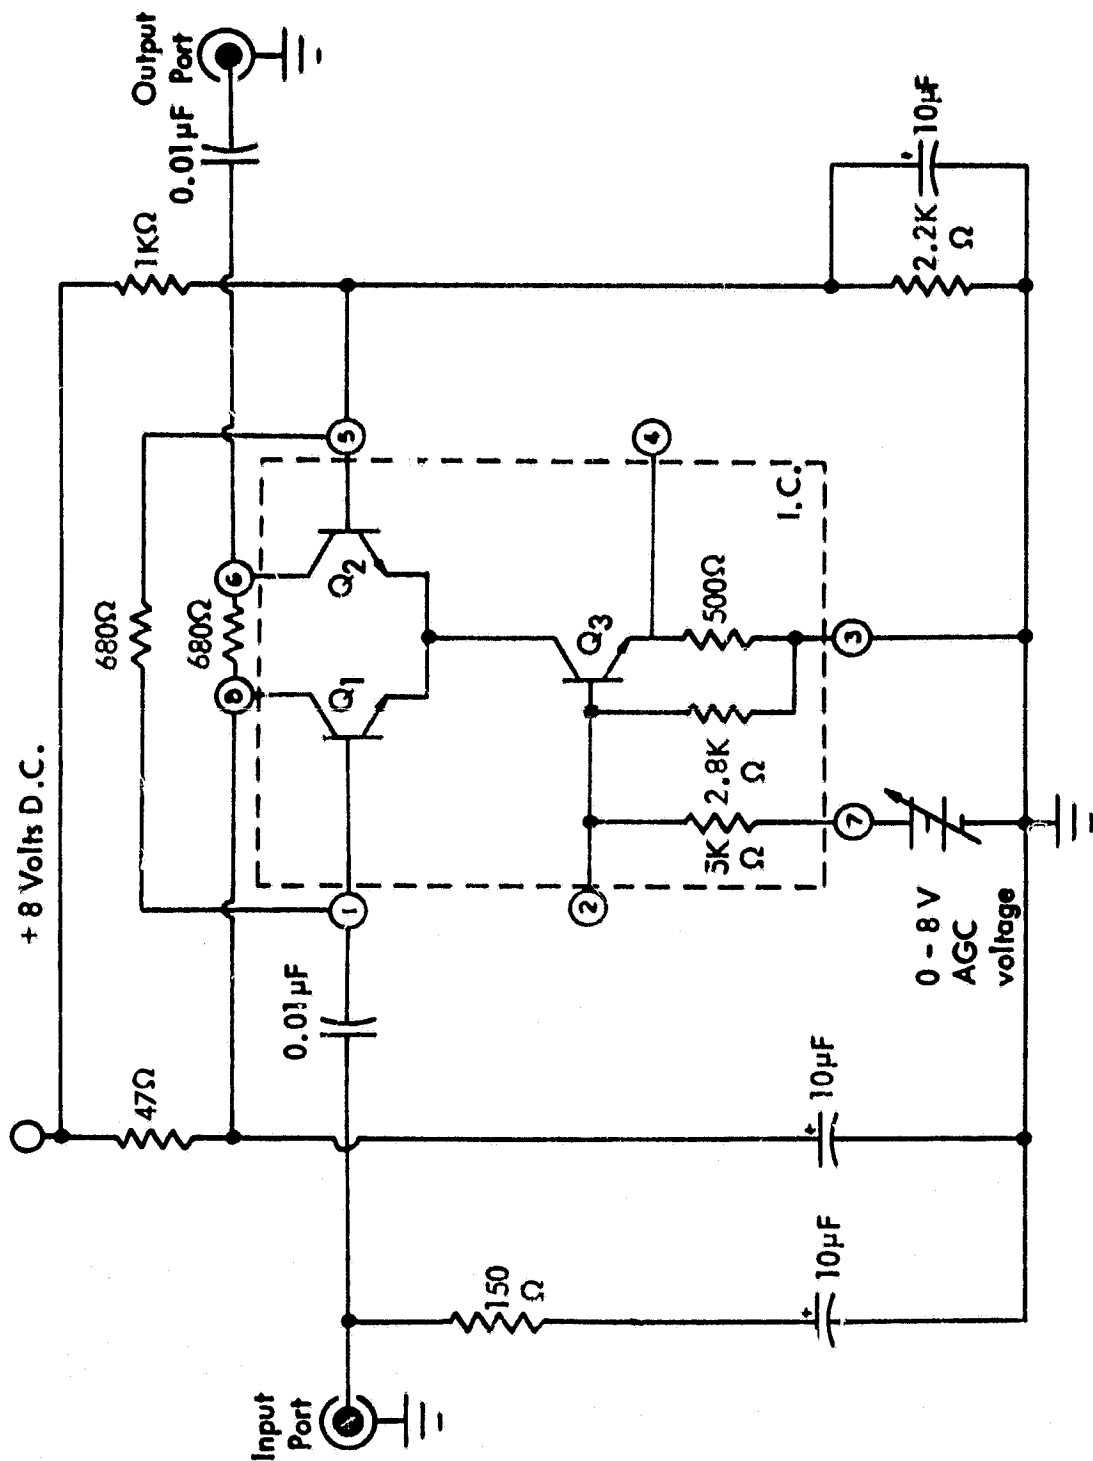 + 8 Volts D.C.
47Ω
680Ω
680Ω
1KΩ
0.01µF
Output
Port
8
6
Q1
Q2
1
5
0.01µF
Input
Port
Q3
4
2
5K
Ω
2.8K
Ω
500Ω
I.C.
7
3
150
Ω
+
10µF
+
10µF
0 – 8 V
AGC
voltage
2.2K
Ω
+
10µF